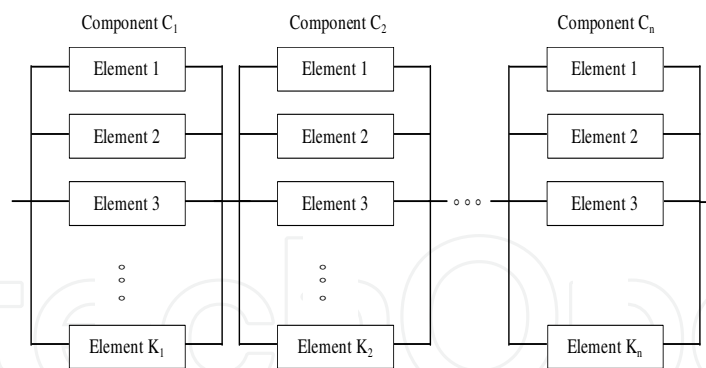 Component C₁ Component C₂ Component Cₙ
Element 1 Element 1 Element 1
Element 2 Element 2 Element 2
Element 3 Element 3 Element 3
Element K₁ Element K₂ Element Kₙ